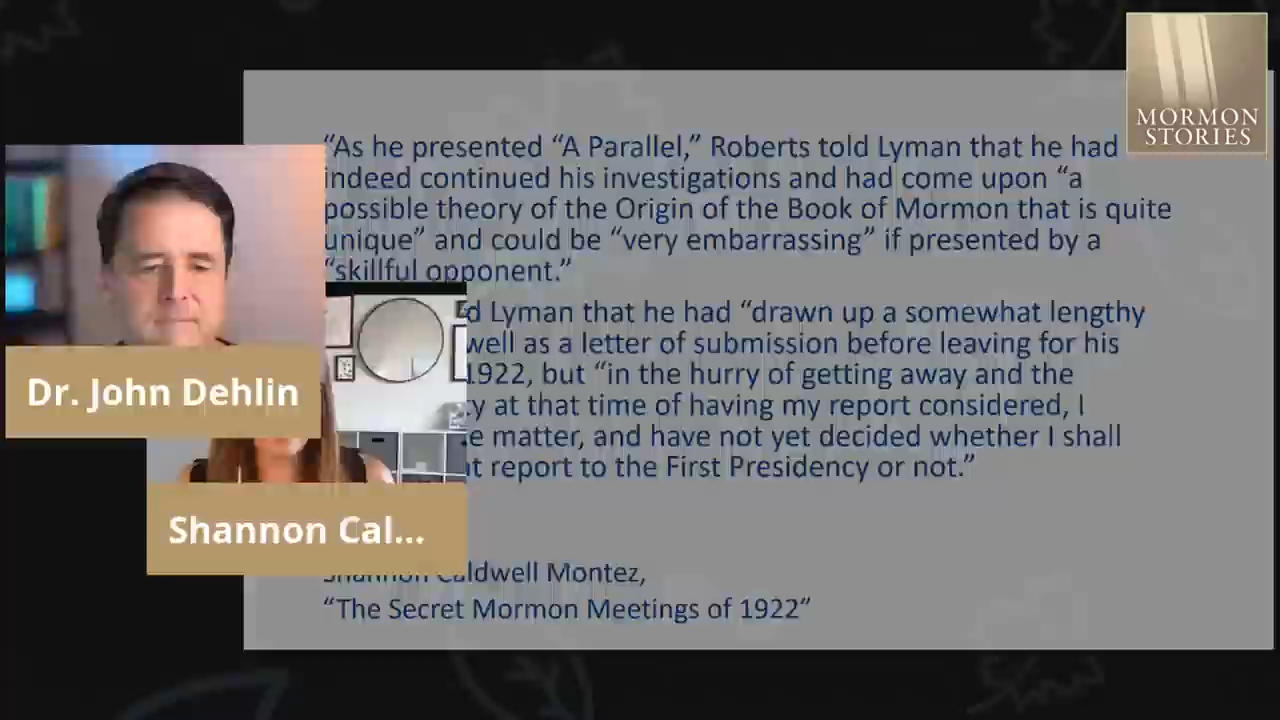 MORMON
STORIES
“As he presented “A Parallel,” Roberts told Lyman that he had
indeed continued his investigations and had come upon “a
possible theory of the Origin of the Book of Mormon that is quite
unique” and could be “very embarrassing” if presented by a
“skillful opponent.”
Lyman that he had “drawn up a somewhat lengthy
well as a letter of submission before leaving for his
1922, but “in the hurry of getting away and the
at that time of having my report considered, I
matter, and have not yet decided whether I shall
report to the First Presidency or not.”
Dr. John Dehlin
Shannon Cal...
Shannon Caldwell Montez,
“The Secret Mormon Meetings of 1922”